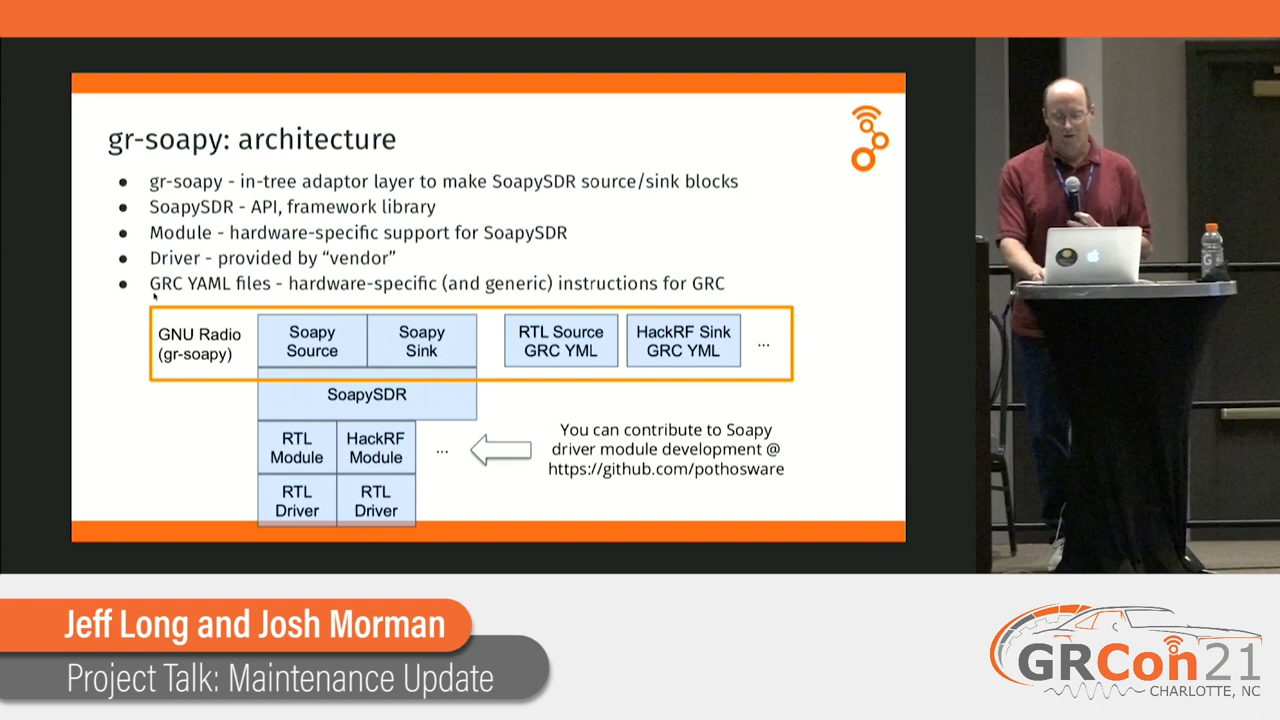 gr-soapy: architecture
● gr-soapy - in-tree adaptor layer to make SoapySDR source/sink blocks
● SoapySDR - API, framework library
● Module - hardware-specific support for SoapySDR
● Driver - provided by “vendor”
● GRC YAML files - hardware-specific (and generic) instructions for GRC
GNU Radio
(gr-soapy)
Soapy
Source
Soapy
Sink
RTL Source
GRC YML
HackRF Sink
GRC YML
...
SoapySDR
RTL
Module
HackRF
Module
...
You can contribute to Soapy
driver module development @
https://github.com/pothosware
RTL
Driver
RTL
Driver
G
Jeff Long and Josh Morman
Project Talk: Maintenance Update
GRCon21
CHARLOTTE, NC